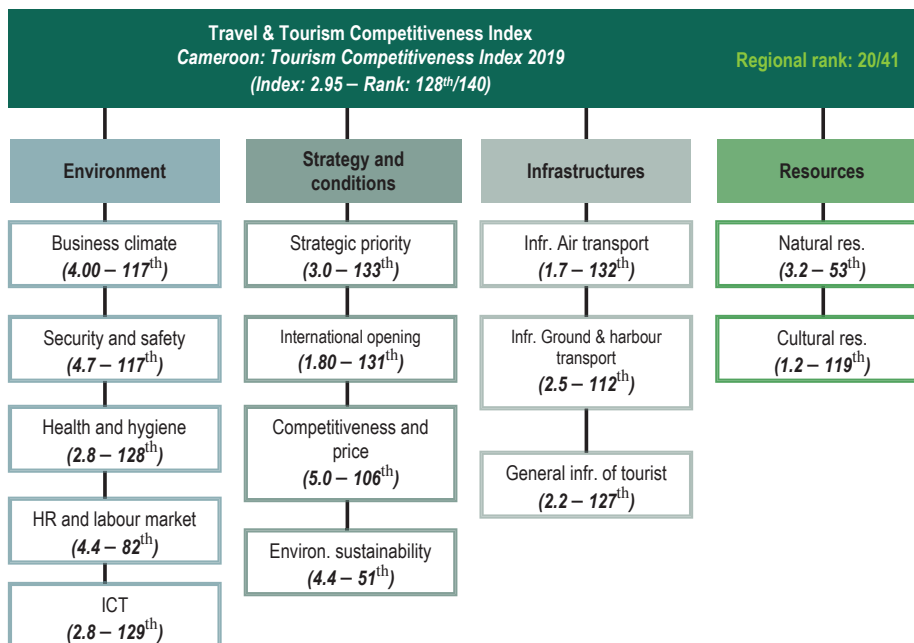 Travel & Tourism Competitiveness Index
Cameroon: Tourism Competitiveness Index 2019
(Index: 2.95 – Rank: 128th/140)
Regional rank: 20/41
Environment
Business climate
(4.00 – 117th)
Security and safety
(4.7 – 117th)
Health and hygiene
(2.8 – 128th)
HR and labour market
(4.4 – 82th)
ICT
(2.8 – 129th)
Strategy and
conditions
Strategic priority
(3.0 – 133th)
International opening
(1.80 – 131th)
Competitiveness and
price
(5.0 – 106th)
Environ. sustainability
(4.4 – 51th)
Infrastructures
Infr. Air transport
(1.7 – 132th)
Infr. Ground & harbour
transport
(2.5 – 112th)
General infr. of tourist
(2.2 – 127th)
Resources
Natural res.
(3.2 – 53th)
Cultural res.
(1.2 – 119th)